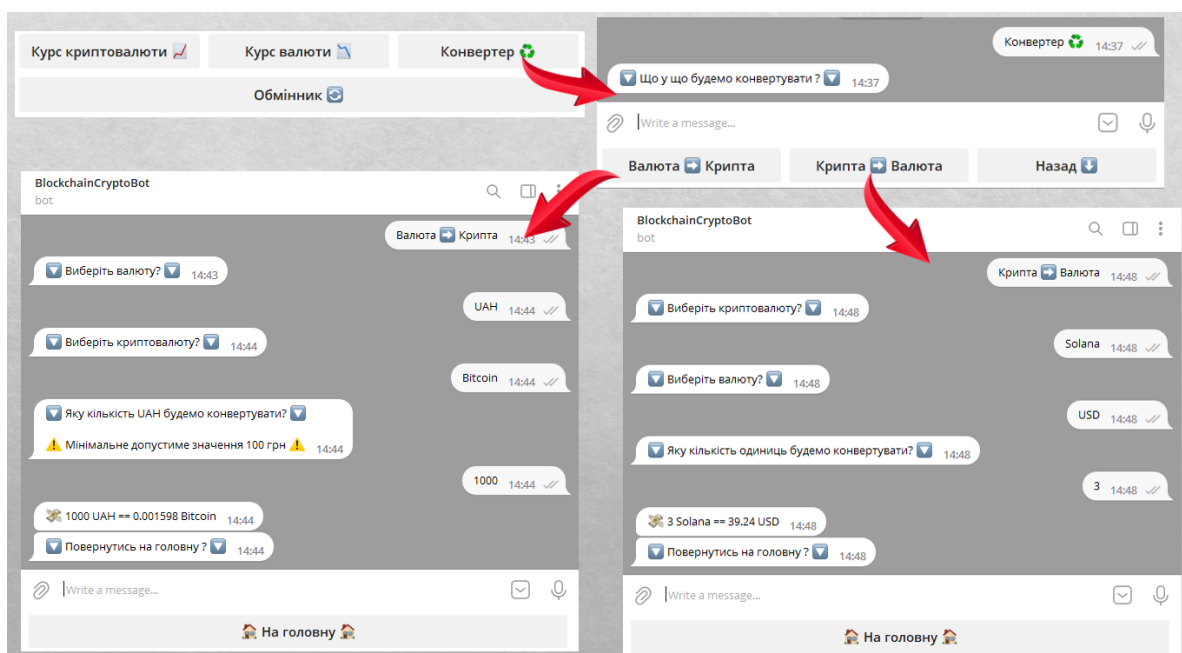 Курс криптовалюти 📈
Курс валюти 📉
Конвертер ♻️
Обмінник 🔄
Конвертер ♻️ 14:37
🔽 Що у що будемо конвертувати ? 🔽 14:37
Write a message...
Валюта ➡️ Крипта
Крипта ➡️ Валюта
Назад ⬇️
BlockchainCryptoBot
bot
Валюта ➡️ Крипта 14:43
🔽 Виберіть валюту? 🔽 14:43
UAH 14:44
🔽 Виберіть криптовалюту? 🔽 14:44
Bitcoin 14:44
🔽 Яку кількість UAH будемо конвертувати? 🔽
⚠️ Мінімальне допустиме значення 100 грн ⚠️ 14:44
1000 14:44
💸 1000 UAH == 0.001598 Bitcoin 14:44
🔽 Повернутись на головну ? 🔽 14:44
Write a message...
🏠 На головну 🏠
BlockchainCryptoBot
bot
Крипта ➡️ Валюта 14:48
🔽 Виберіть криптовалюту? 🔽 14:48
Solana 14:48
🔽 Виберіть валюту? 🔽 14:48
USD 14:48
🔽 Яку кількість одиниць будемо конвертувати? 🔽 14:48
3 14:48
💸 3 Solana == 39.24 USD 14:48
🔽 Повернутись на головну ? 🔽 14:48
Write a message...
🏠 На головну 🏠